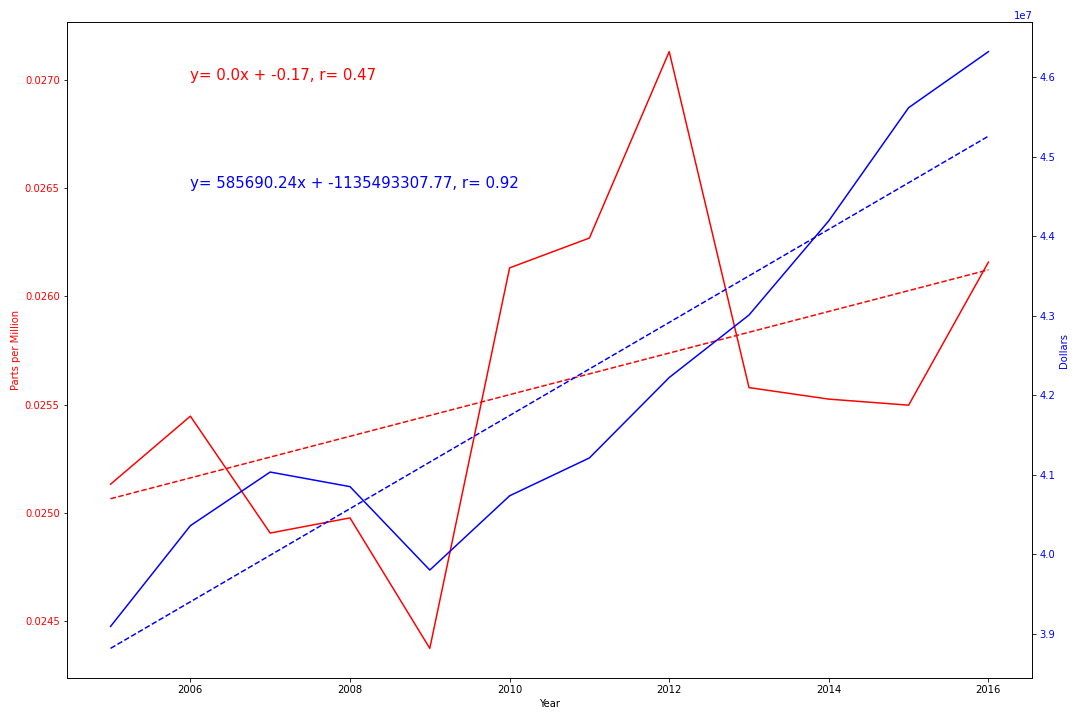 1e7
y= 0.0x + -0.17, r= 0.47
y= 585690.24x + -1135493307.77, r= 0.92
0.0270
0.0265
0.0260
0.0255
0.0250
0.0245
Parts per Million
4.6
4.5
4.4
4.3
4.2
4.1
4.0
3.9
Dollars
2006 2008 2010 2012 2014 2016
Year